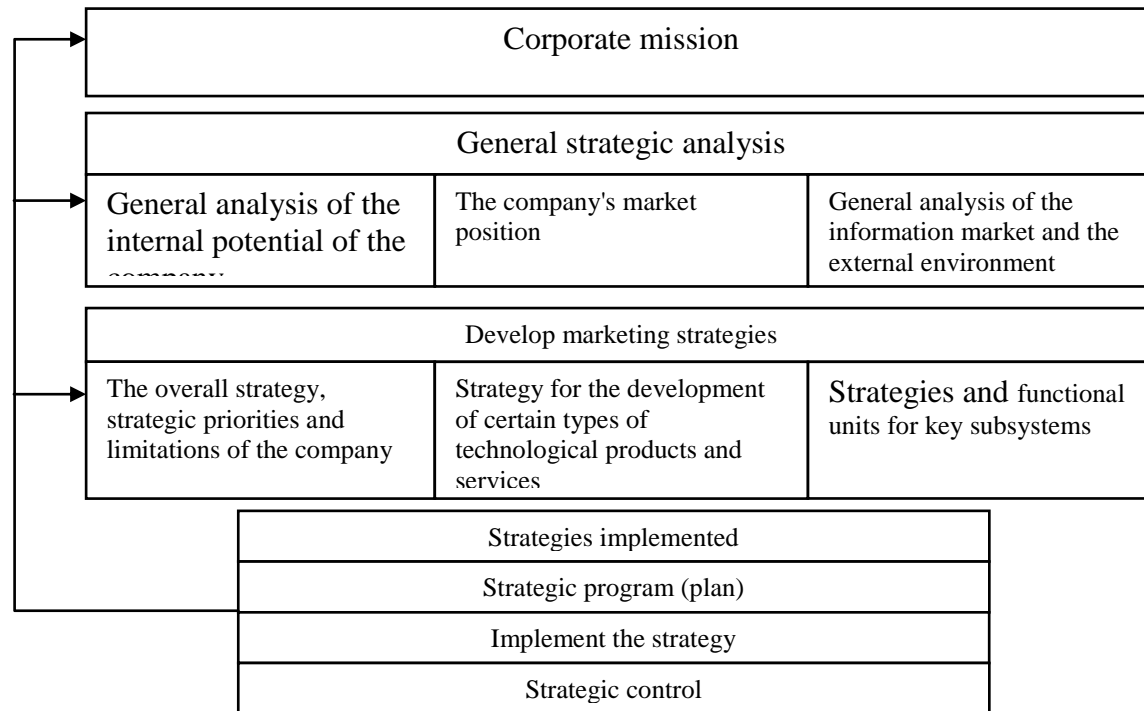 Corporate mission
General strategic analysis
General analysis of the
internal potential of the
company
The company's market
position
General analysis of the
information market and the
external environment
Develop marketing strategies
The overall strategy,
strategic priorities and
limitations of the company
Strategy for the development
of certain types of
technological products and
services
Strategies and functional
units for key subsystems
Strategies implemented
Strategic program (plan)
Implement the strategy
Strategic control